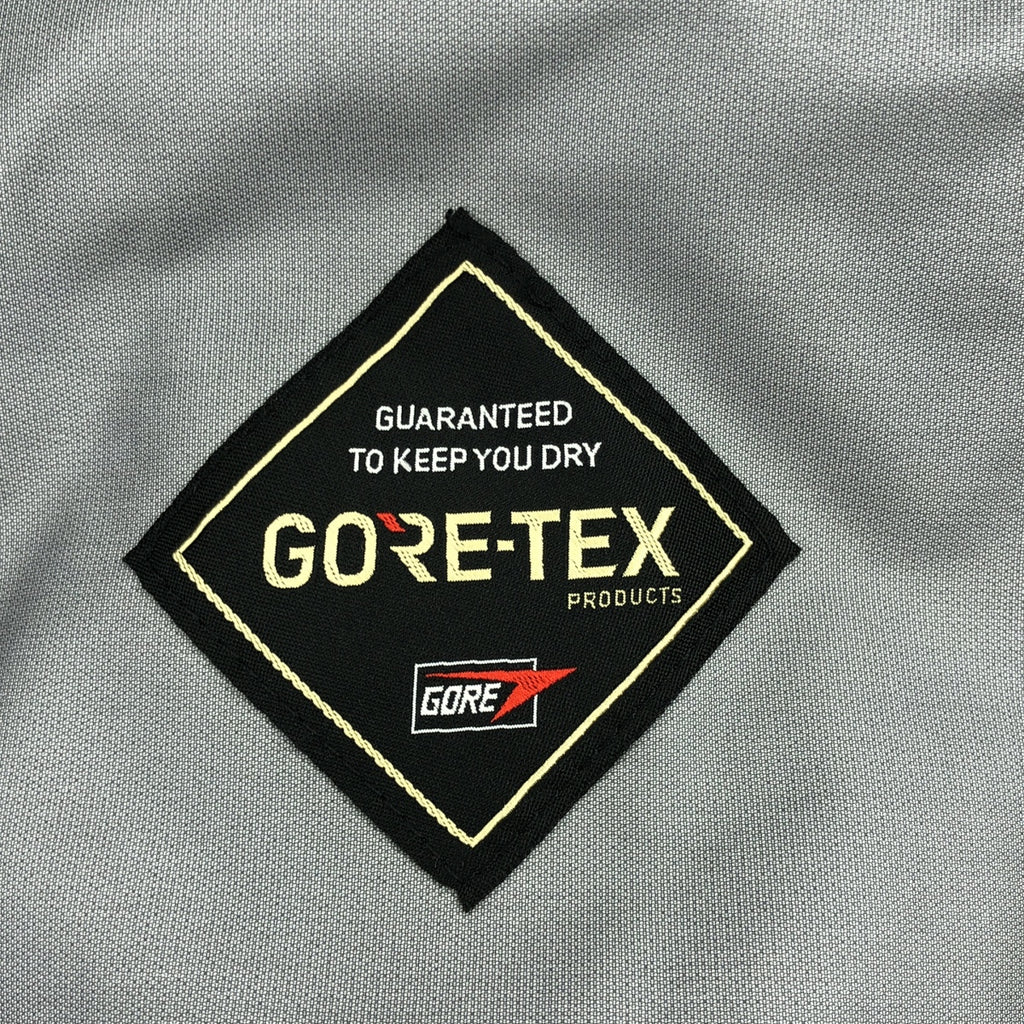 GUARANTEED
TO KEEP YOU DRY
GORE-TEX
PRODUCTS
GORE